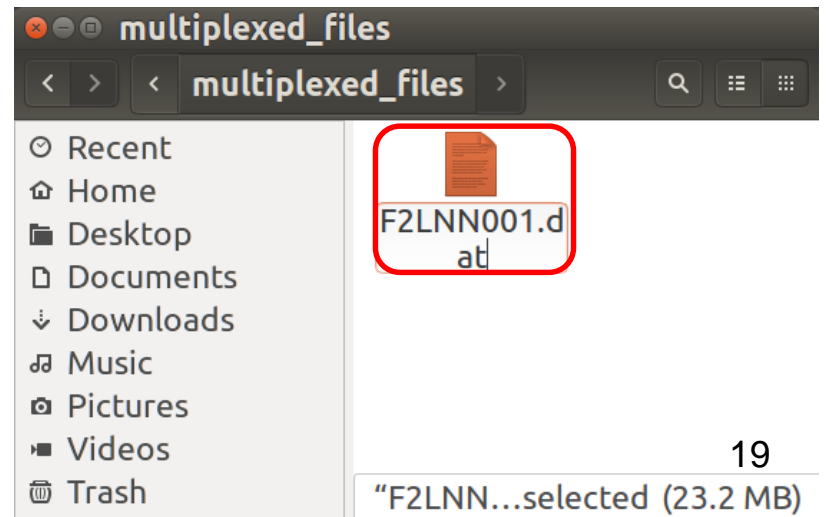 multiplexed_files
multiplexed_files
Recent
Home
Desktop
Documents
Downloads
Music
Pictures
Videos
Trash
F2LNN001.d
at
19
“F2LNN…selected (23.2 MB)